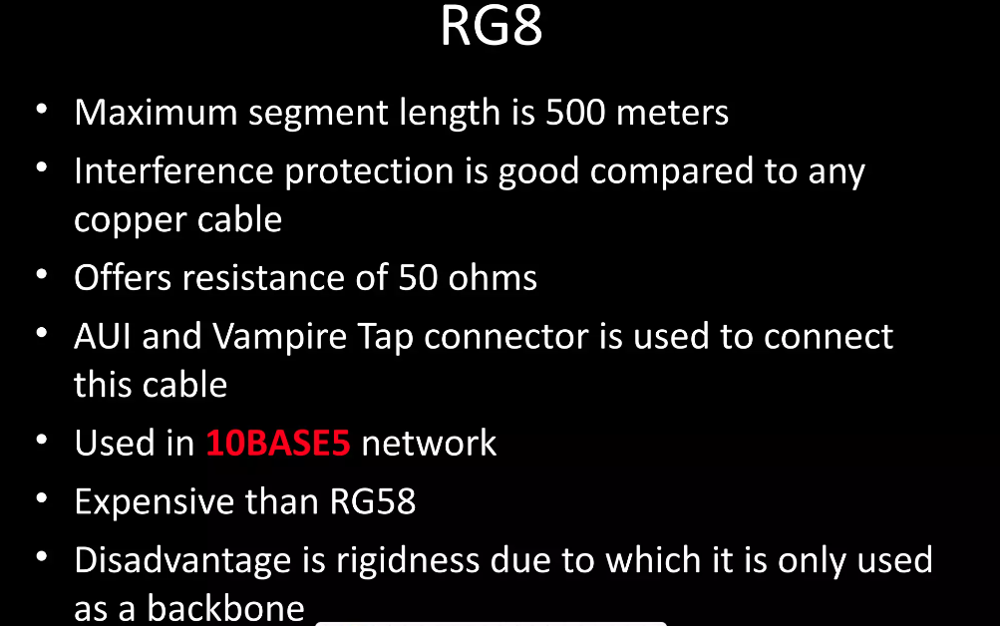 RG8
• Maximum segment length is 500 meters
• Interference protection is good compared to any
copper cable
• Offers resistance of 50 ohms
• AUI and Vampire Tap connector is used to connect
this cable
• Used in 10BASE5 network
• Expensive than RG58
• Disadvantage is rigidness due to which it is only used
as a backbone